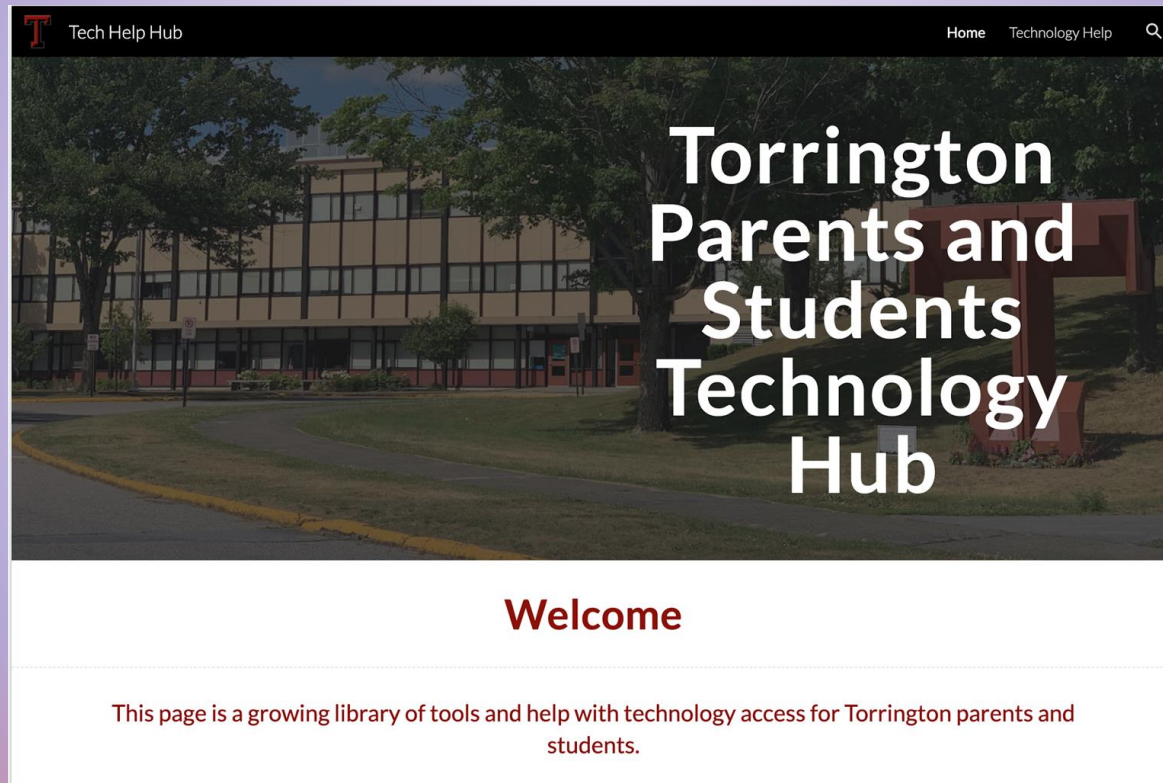 T Tech Help Hub
Home Technology Help
Torrington
Parents and
Students
Technology
Hub
Welcome
This page is a growing library of tools and help with technology access for Torrington parents and
students.